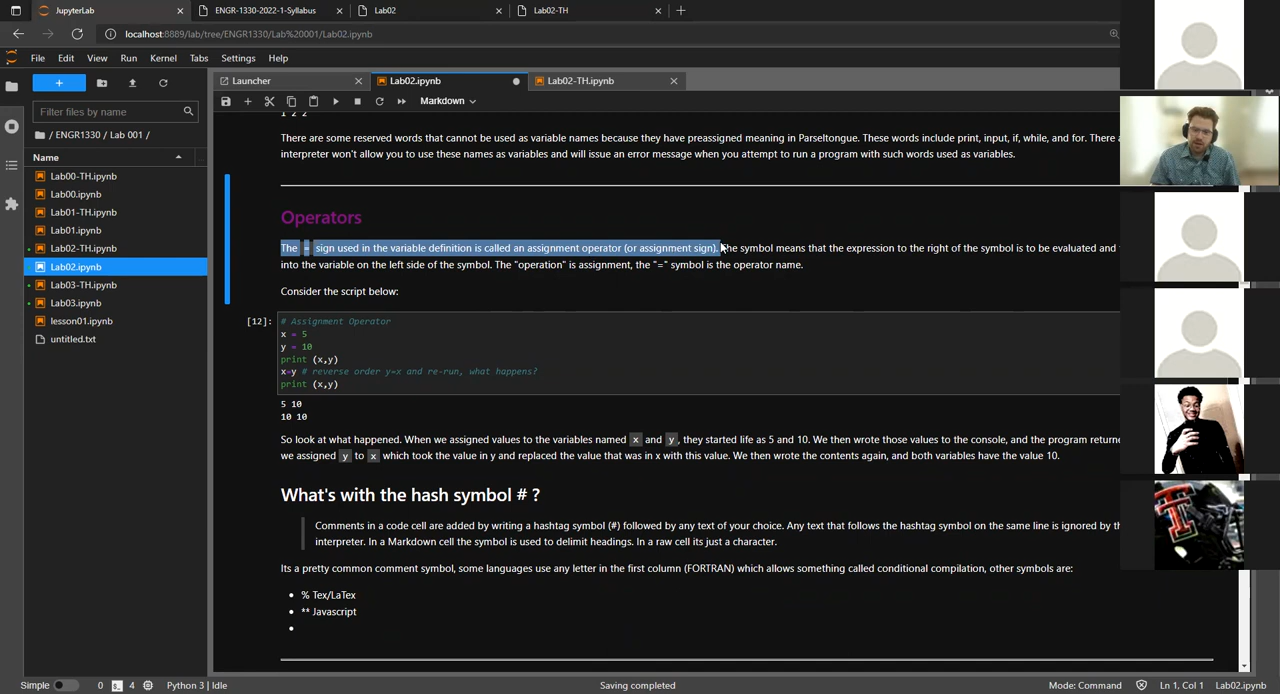 JupyterLab
ENGR-1330-2022-1-Syllabus
Lab02
Lab02-TH
localhost:8889/lab/tree/ENGR1330/Lab%20001/Lab02.ipynb
File Edit View Run Kernel Tabs Settings Help
Launcher
Lab02.ipynb
Lab02-TH.ipynb
Markdown
Filter files by name
/ ENGR1330 / Lab 001 /
Name
Lab00-TH.ipynb
Lab00.ipynb
Lab01-TH.ipynb
Lab01.ipynb
Lab02-TH.ipynb
Lab02.ipynb
Lab03-TH.ipynb
Lab03.ipynb
lesson01.ipynb
untitled.txt
1 2 2
There are some reserved words that cannot be used as variable names because they have preassigned meaning in Parseltongue. These words include print, input, if, while, and for. There
interpreter won't allow you to use these names as variables and will issue an error message when you attempt to run a program with such words used as variables.
Operators
The = sign used in the variable definition is called an assignment operator (or assignment sign). The symbol means that the expression to the right of the symbol is to be evaluated and
into the variable on the left side of the symbol. The "operation" is assignment, the "=" symbol is the operator name.
Consider the script below:
[12]: # Assignment Operator
x = 5
y = 10
print (x,y)
x=y # reverse order y=x and re-run, what happens?
print (x,y)
5 10
10 10
So look at what happened. When we assigned values to the variables named x and y, they started life as 5 and 10. We then wrote those values to the console, and the program returne
we assigned y to x which took the value in y and replaced the value that was in x with this value. We then wrote the contents again, and both variables have the value 10.
What's with the hash symbol # ?
Comments in a code cell are added by writing a hashtag symbol (#) followed by any text of your choice. Any text that follows the hashtag symbol on the same line is ignored by th
interpreter. In a Markdown cell the symbol is used to delimit headings. In a raw cell its just a character.
Its a pretty common comment symbol, some languages use any letter in the first column (FORTRAN) which allows something called conditional compilation, other symbols are:
• % Tex/LaTex
• ** Javascript
•
Simple 0 4 Python 3 | Idle
Saving completed
Mode: Command Ln 1, Col 1 Lab02.ipynb